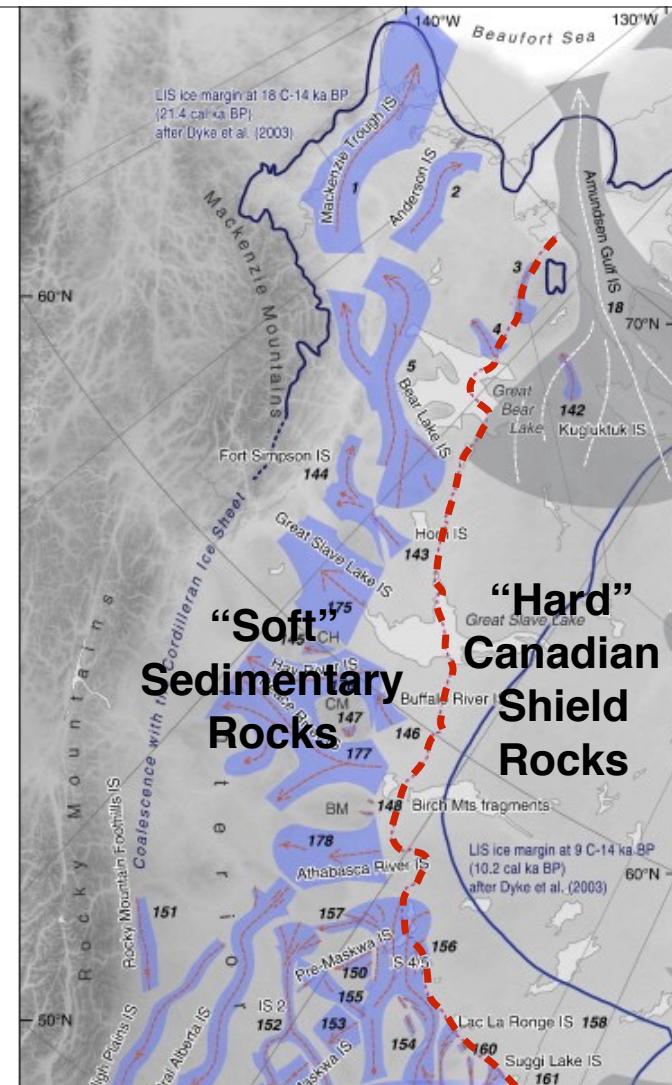 140°W
130°W
Beaufort Sea
LIS ice margin at 18 C-14 ka BP
(21.4 cal ka BP)
after Dyke et al. (2003)
Mackenzie Trough IS
1
Anderson IS
2
Amundsen Gulf IS
18
Mackenzie Mountains
60°N
70°N
3
4
5
Bear Lake IS
Great
Bear
Lake
142
Kugluktuk IS
Fort Simpson IS
144
Horn IS
143
Great Slave Lake IS
175
Great Slave Lake
"Soft"
Sedimentary
Rocks
"Hard"
Canadian
Shield
Rocks
145
CH
CM
147
Buffalo River IS
146
177
BM
148
Birch Mts fragments
178
Athabasca River IS
LIS ice margin at 9 C-14 ka BP
(10.2 cal ka BP)
after Dyke et al. (2003)
60°N
Coalescence with the Cordilleran Ice Sheet
Rocky Mountains
Rocky Mountain Foothills IS
151
157
156
Pre-Maskwa IS
IS 4/5
150
155
IS 2
152
153
154
50°N
Lac La Ronge IS 158
160
Suggi Lake IS
161